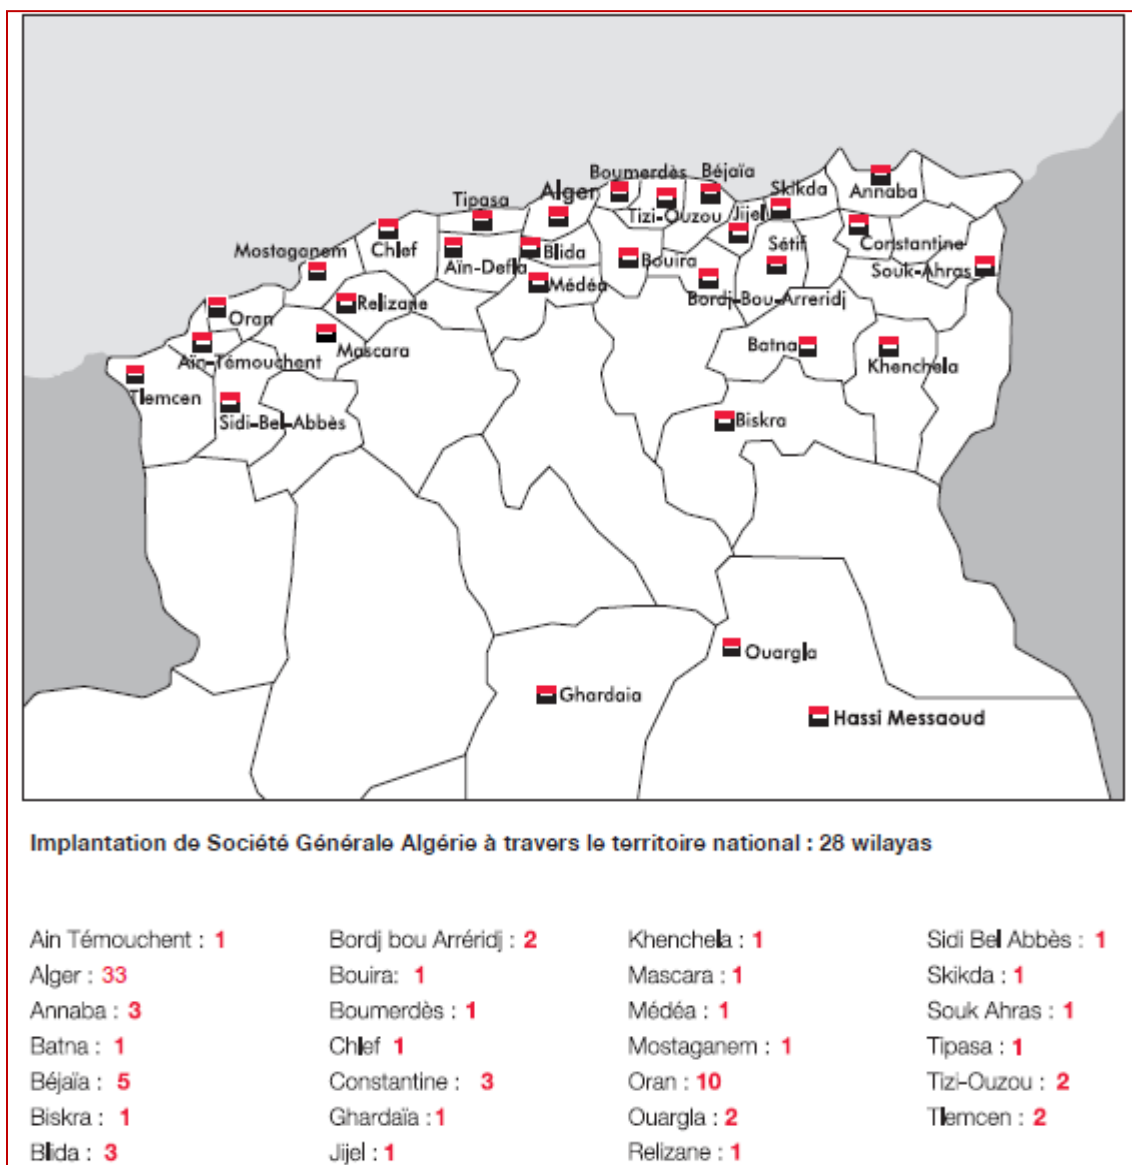 Boumerdès
Béjaïa
Skikda
Annaba
Tipasa
Alger
Tizi-Ouzou
Jijel
Mostaganem
Chlef
Aïn-Defla
Blida
Bouira
Sétif
Constantine
Souk-Ahras
Médéa
Bordj-Bou-Arreridj
Relizane
Oran
Mascara
Aïn-Témouchent
Batna
Khenchela
Tlemcen
Sidi-Bel-Abbès
Biskra
Ouargla
Ghardaia
Hassi Messaoud
Implantation de Société Générale Algérie à travers le territoire national : 28 wilayas
Ain Témouchent : 1
Alger : 33
Annaba : 3
Batna : 1
Béjaïa : 5
Biskra : 1
Blida : 3
Bordj bou Arréridj : 2
Bouira: 1
Boumerdès : 1
Chlef 1
Constantine : 3
Ghardaïa :1
Jijel : 1
Khenchela : 1
Mascara : 1
Médéa : 1
Mostaganem : 1
Oran : 10
Ouargla : 2
Relizane : 1
Sidi Bel Abbès : 1
Skikda : 1
Souk Ahras : 1
Tipasa : 1
Tizi-Ouzou : 2
Tlemcen : 2